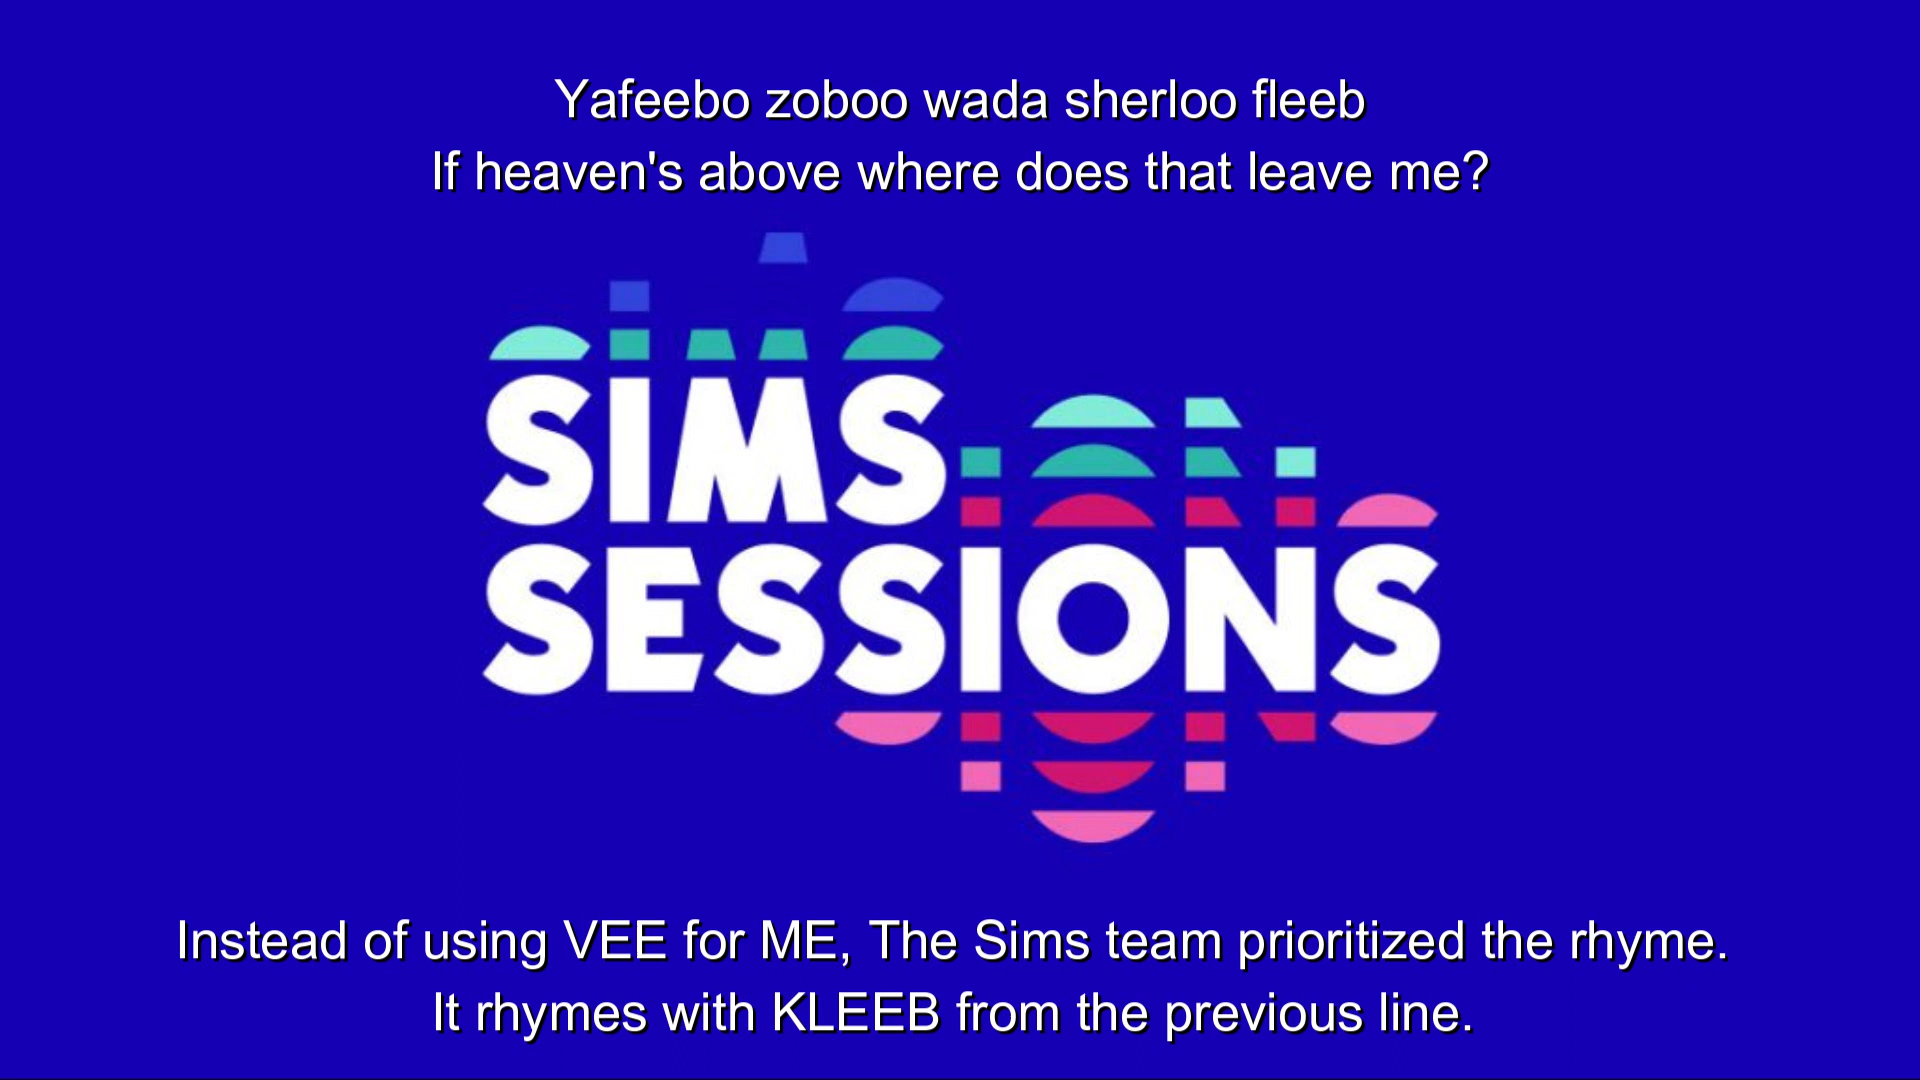 Yafeebo zoboo wada sherloo fleeb
If heaven's above where does that leave me?
SIMS
SESSIONS
Instead of using VEE for ME, The Sims team prioritized the rhyme.
It rhymes with KLEEB from the previous line.